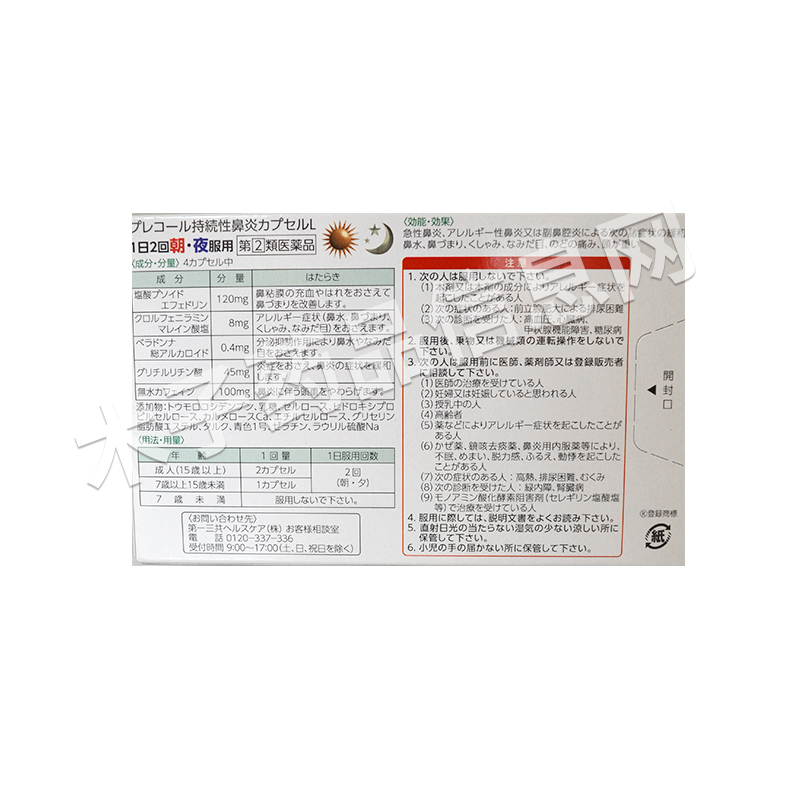 プレコール持続性鼻炎カプセルL
1日2回朝・夜服用 第②類医薬品
〈成分・分量〉4カプセル中
成分 分量 はたらき
塩酸プソイドエフェドリン 120mg 鼻粘膜の充血やはれをおさえて
鼻づまりを改善します。
クロルフェニラミン
マレイン酸塩 8mg アレルギー症状(鼻水、鼻づまり、
くしゃみ、なみだ目)をおさえます。
ベラドンナ
総アルカロイド 0.4mg 分泌抑制作用により鼻水やなみだ
目をおさえます。
グリチルリチン酸 45mg 炎症をおさえ、鼻炎の症状を緩和
します。
無水カフェイン 100mg 鼻炎に伴う頭重をやわらげます。
添加物:トウモロコシデンプン、乳糖、セルロース、ヒドロキシプロ
ピルセルロース、カルメロースCa、エチルセルロース、グリセリン
脂肪酸エステル、タルク、青色1号、ゼラチン、ラウリル硫酸Na
〈用法・用量〉
年齢 1回量 1日服用回数
成人(15歳以上) 2カプセル 2回
(朝・夕)
7歳以上15歳未満 1カプセル
7歳未満 服用しないで下さい。
〈お問い合わせ先〉
第一三共ヘルスケア(株) お客様相談室
電話 0120-337-336
受付時間 9:00〜17:00(土、日、祝日を除く)
〈効能・効果〉
急性鼻炎、アレルギー性鼻炎又は副鼻腔炎による次の諸症状の緩和:
鼻水、鼻づまり、くしゃみ、なみだ目、のどの痛み、頭が重い
注意
1. 次の人は服用しないで下さい。
(1) 本剤又は本剤の成分によりアレルギー症状を
起こしたことがある人
(2) 次の症状のある人:前立腺肥大による排尿困難
(3) 次の診断を受けた人:高血圧、心臓病、
甲状腺機能障害、糖尿病
2. 服用後、乗物又は機械類の運転操作をしないで
下さい。
3. 次の人は服用前に医師、薬剤師又は登録販売者
に相談して下さい。
(1) 医師の治療を受けている人
(2) 妊婦又は妊娠していると思われる人
(3) 授乳中の人
(4) 高齢者
(5) 薬などによりアレルギー症状を起こしたことが
ある人
(6) かぜ薬、鎮咳去痰薬、鼻炎用内服薬等により、
不眠、めまい、脱力感、ふるえ、動悸を起こした
ことがある人
(7) 次の症状のある人:高熱、排尿困難、むくみ
(8) 次の診断を受けた人:緑内障、腎臓病
(9) モノアミン酸化酵素阻害剤(セレギリン塩酸塩
等)で治療を受けている人
4. 服用に際しては、説明文書をよくお読み下さい。
5. 直射日光の当たらない湿気の少ない涼しい所に
保管して下さい。
6. 小児の手の届かない所に保管して下さい。
開封口
®登録商標
紙
木子药品信息网